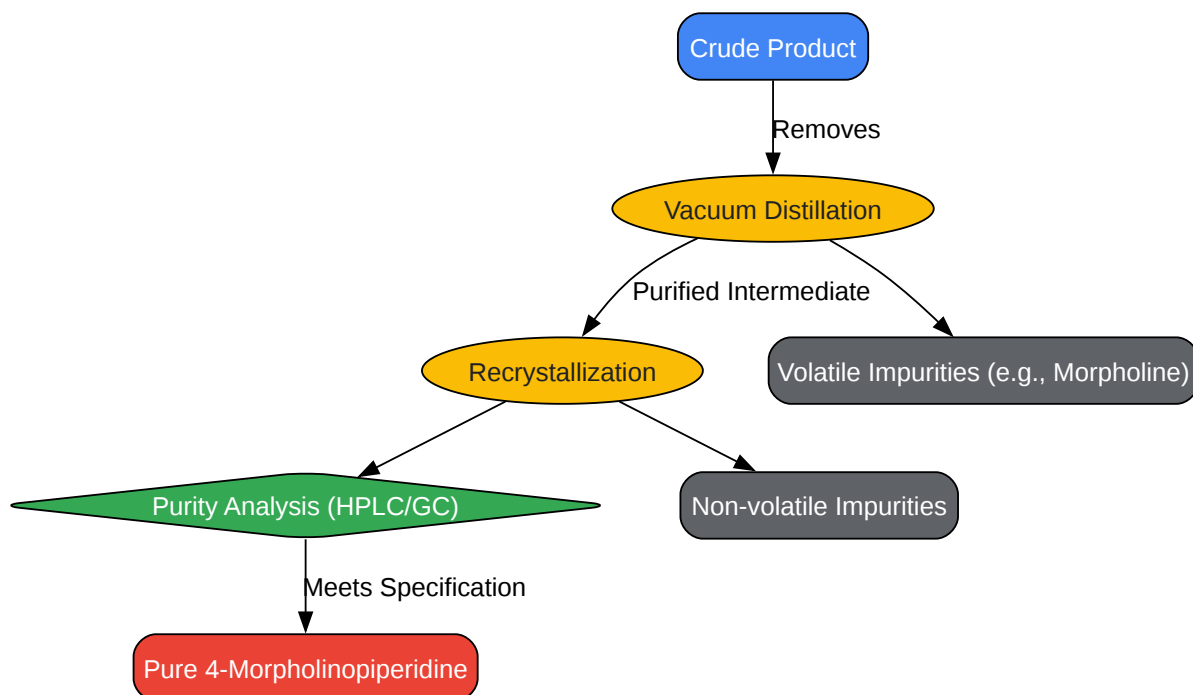 Crude Product
Removes
Vacuum Distillation
Purified Intermediate
Recrystallization
Volatile Impurities (e.g., Morpholine)
Purity Analysis (HPLC/GC)
Non-volatile Impurities
Meets Specification
Pure 4-Morpholinopiperidine